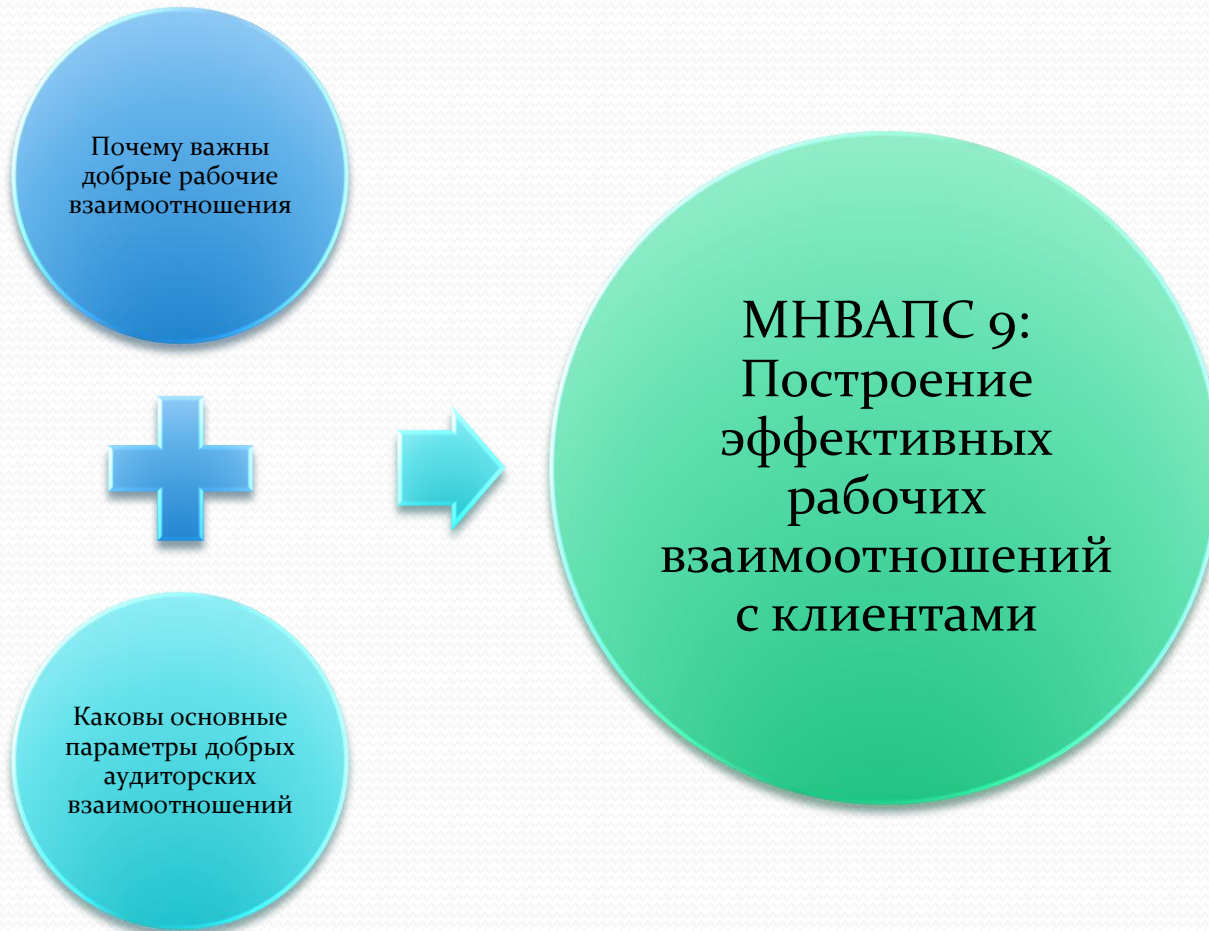 Почему важны
добрые рабочие
взаимоотношения
Каковы основные
параметры добрых
аудиторских
взаимоотношений
МНВАПС 9:
Построение
эффективных
рабочих
взаимоотношений
с клиентами